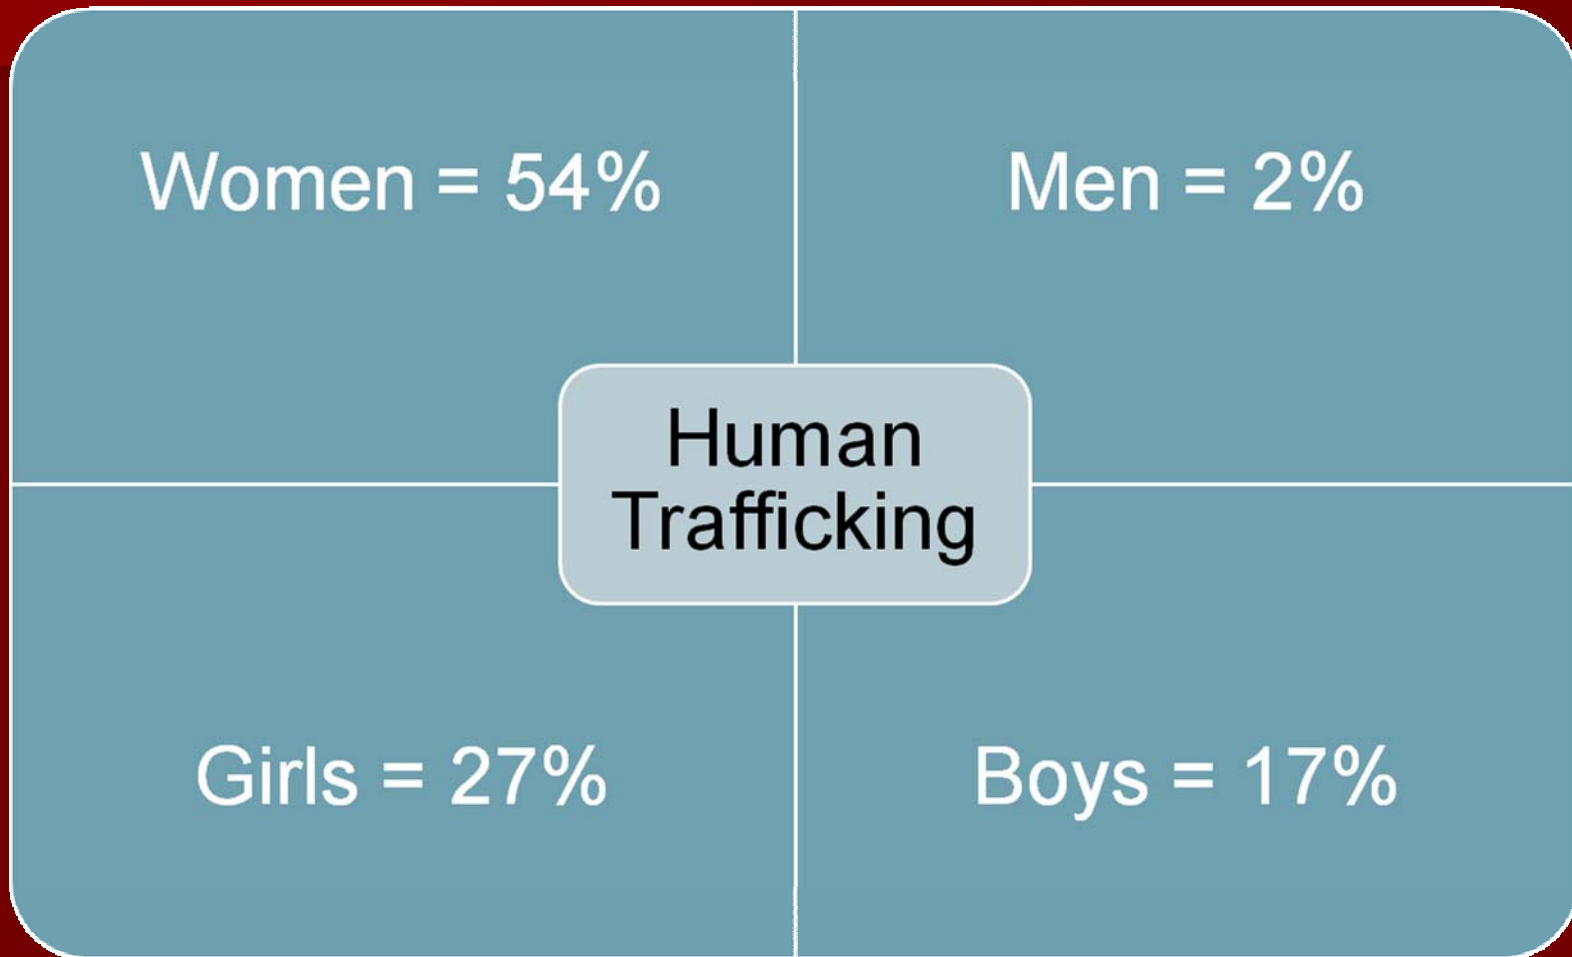 Women = 54%
Men = 2%
Human
Trafficking
Girls = 27%
Boys = 17%